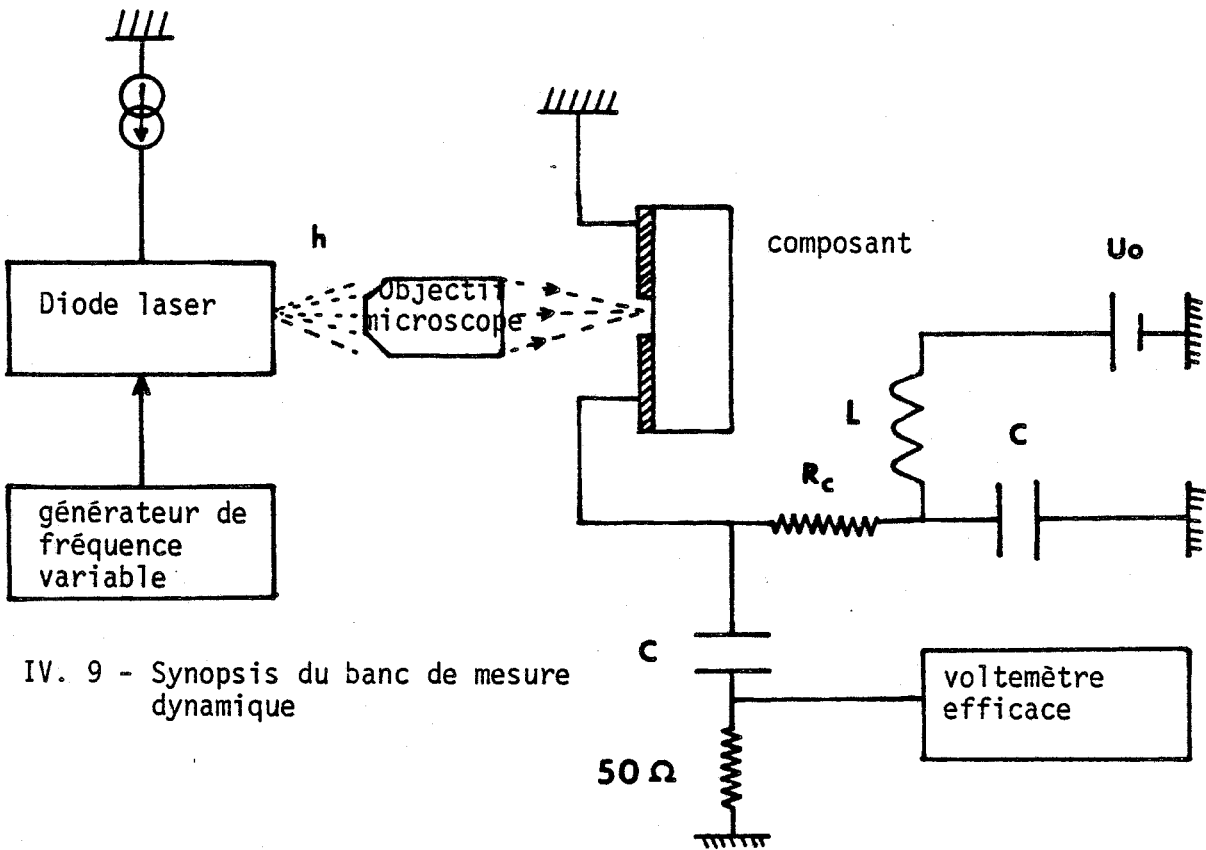 h
composant
Uo
Diode laser
Objectif
microscope
L
C
Rc
générateur de
fréquence
variable
C
IV. 9 - Synopsis du banc de mesure
dynamique
voltemètre
efficace
50 Ω